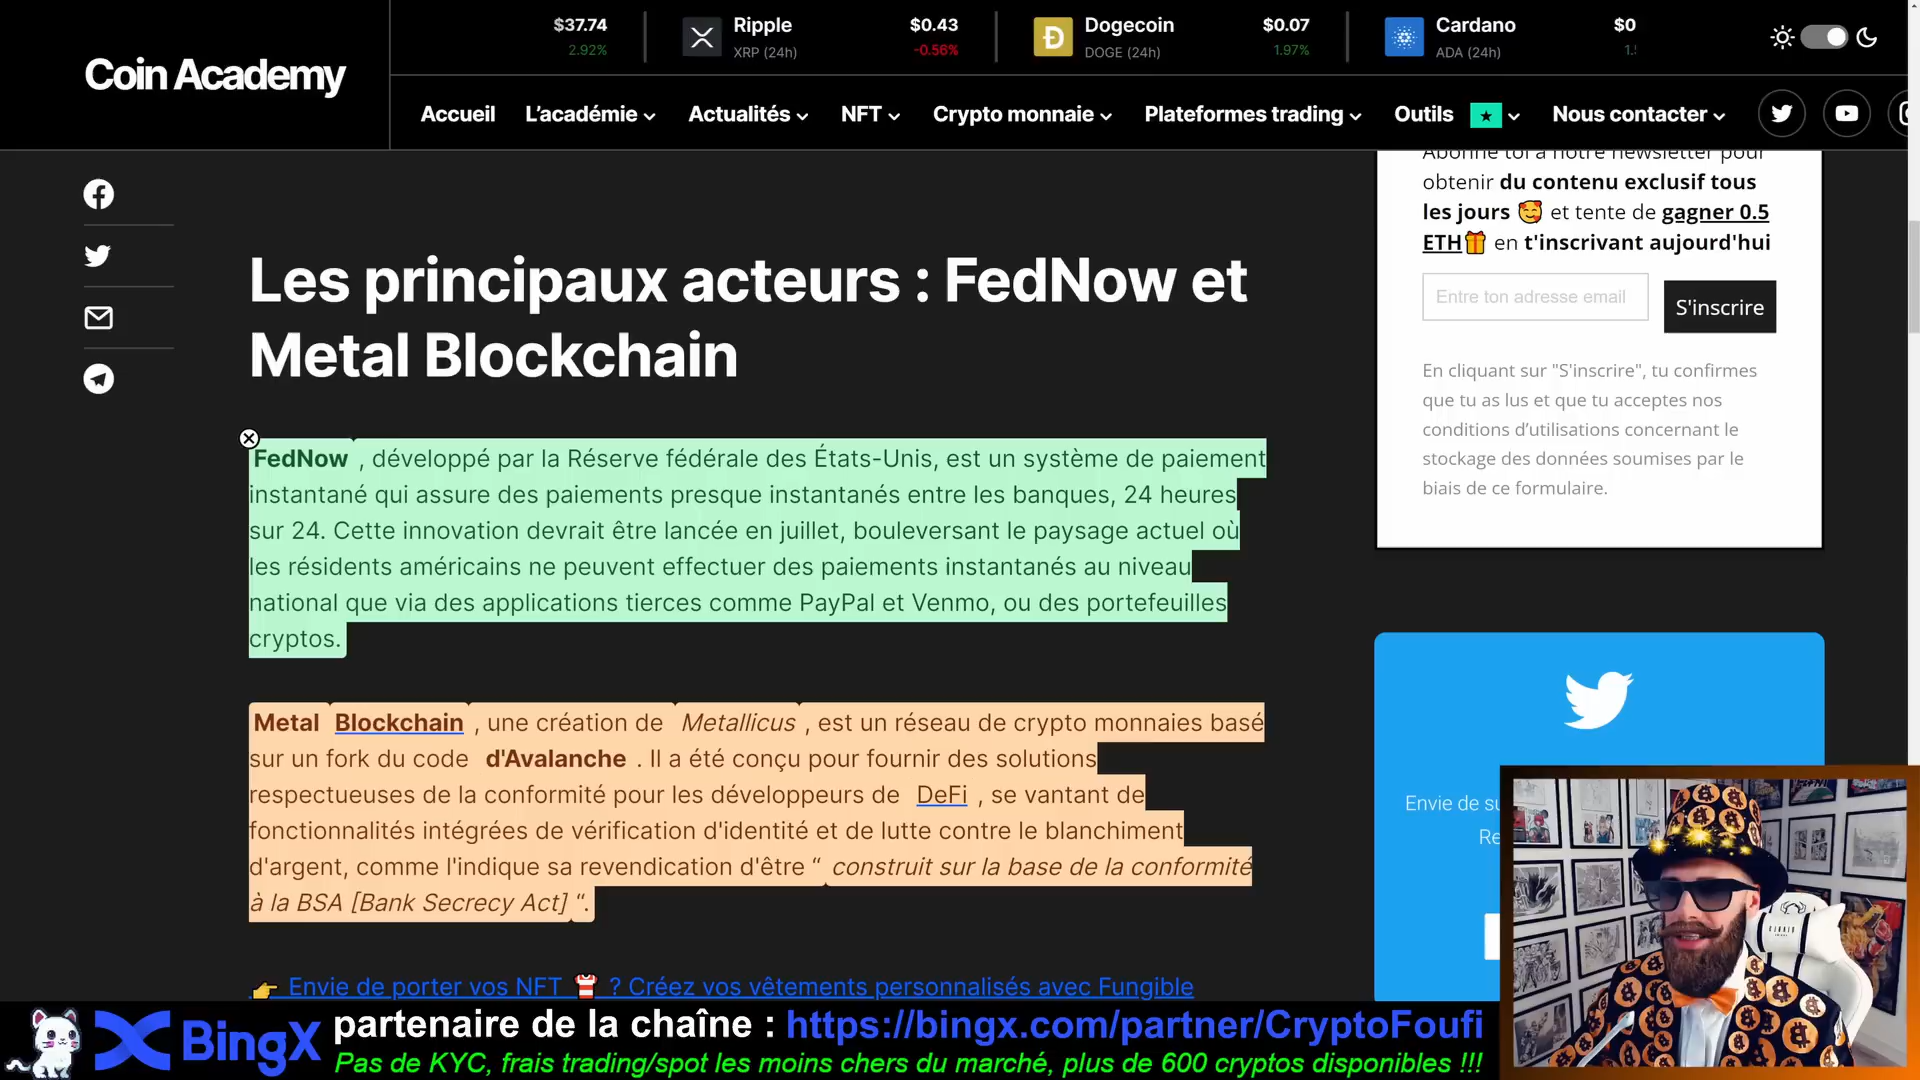 $37.74
2.92%
Ripple
XRP (24h)
$0.43
-0.56%
Dogecoin
DOGE (24h)
$0.07
1.97%
Cardano
ADA (24h)
$0
Coin Academy
Accueil
L'académie
Actualités
NFT
Crypto monnaie
Plateformes trading
Outils
Nous contacter
Les principaux acteurs : FedNow et
Metal Blockchain
FedNow , développé par la Réserve fédérale des États-Unis, est un système de paiement
instantané qui assure des paiements presque instantanés entre les banques, 24 heures
sur 24. Cette innovation devrait être lancée en juillet, bouleversant le paysage actuel où
les résidents américains ne peuvent effectuer des paiements instantanés au niveau
national que via des applications tierces comme PayPal et Venmo, ou des portefeuilles
cryptos.
Metal Blockchain , une création de Metallicus , est un réseau de crypto monnaies basé
sur un fork du code d'Avalanche . Il a été conçu pour fournir des solutions
respectueuses de la conformité pour les développeurs de DeFi , se vantant de
fonctionnalités intégrées de vérification d'identité et de lutte contre le blanchiment
d'argent, comme l'indique sa revendication d'être “ construit sur la base de la conformité
à la BSA [Bank Secrecy Act] “.
👉 Envie de porter vos NFT 👕 ? Créez vos vêtements personnalisés avec Fungible
Abonne toi à notre newsletter pour
obtenir du contenu exclusif tous
les jours 🥰 et tente de gagner 0.5
ETH🎁 en t'inscrivant aujourd'hui
Entre ton adresse email
S'inscrire
En cliquant sur "S'inscrire", tu confirmes
que tu as lus et que tu acceptes nos
conditions d'utilisations concernant le
stockage des données soumises par le
biais de ce formulaire.
Envie de
BingX
partenaire de la chaîne : https://bingx.com/partner/CryptoFoufi
Pas de KYC, frais trading/spot les moins chers du marché, plus de 600 cryptos disponibles !!!